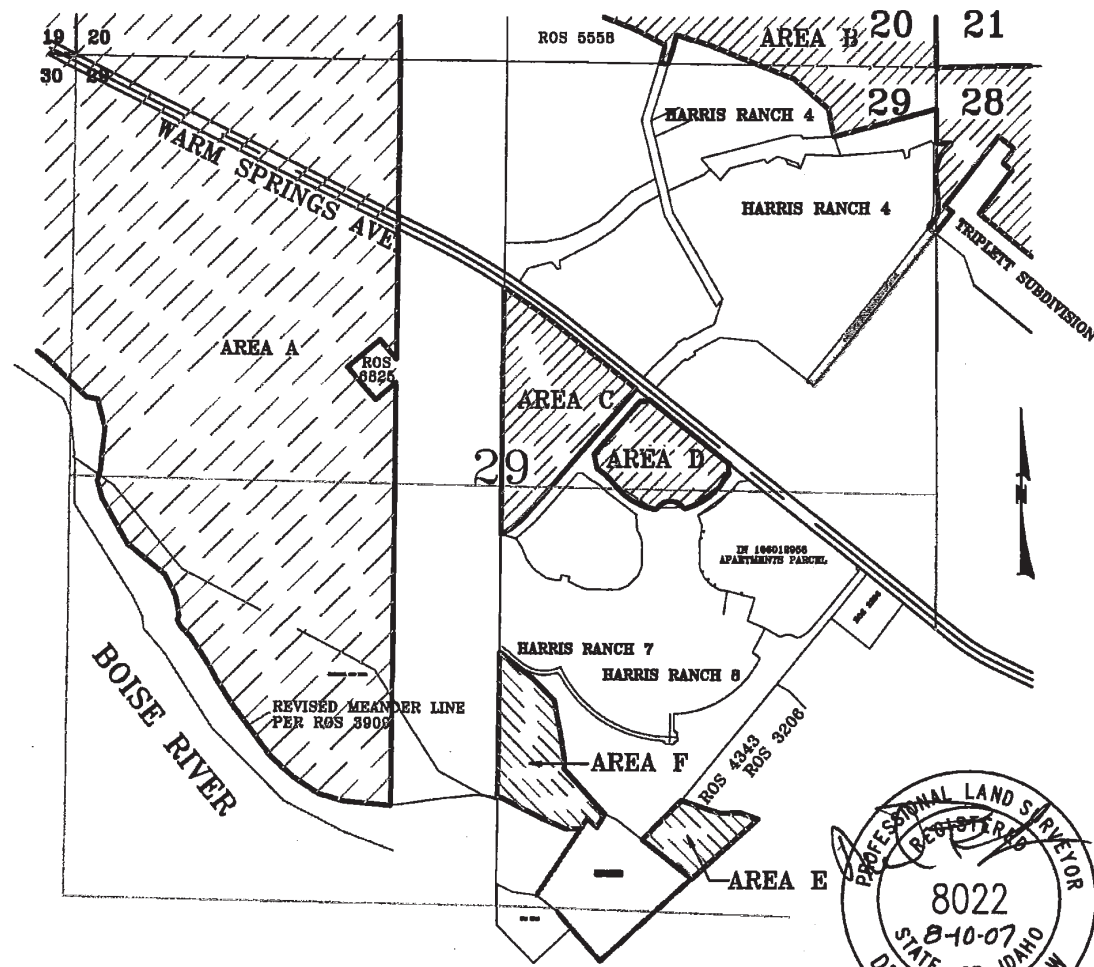 19 20
30 29
ROS 5558
AREA B
20 21
29 28
HARRIS RANCH 4
WARM SPRINGS AVE.
HARRIS RANCH 4
TRIPLETT SUBDIVISION
AREA A
ROS
6825
AREA C
29
AREA D
N
APARTMENTS PARCEL
HARRIS RANCH 7
HARRIS RANCH 8
BOISE RIVER
REVISED MEANDER LINE
PER ROS 3909
AREA F
ROS 4343
ROS 3206
AREA E
PROFESSIONAL LAND SURVEYOR
REGISTERED
8022
8-10-07
STATE OF IDAHO